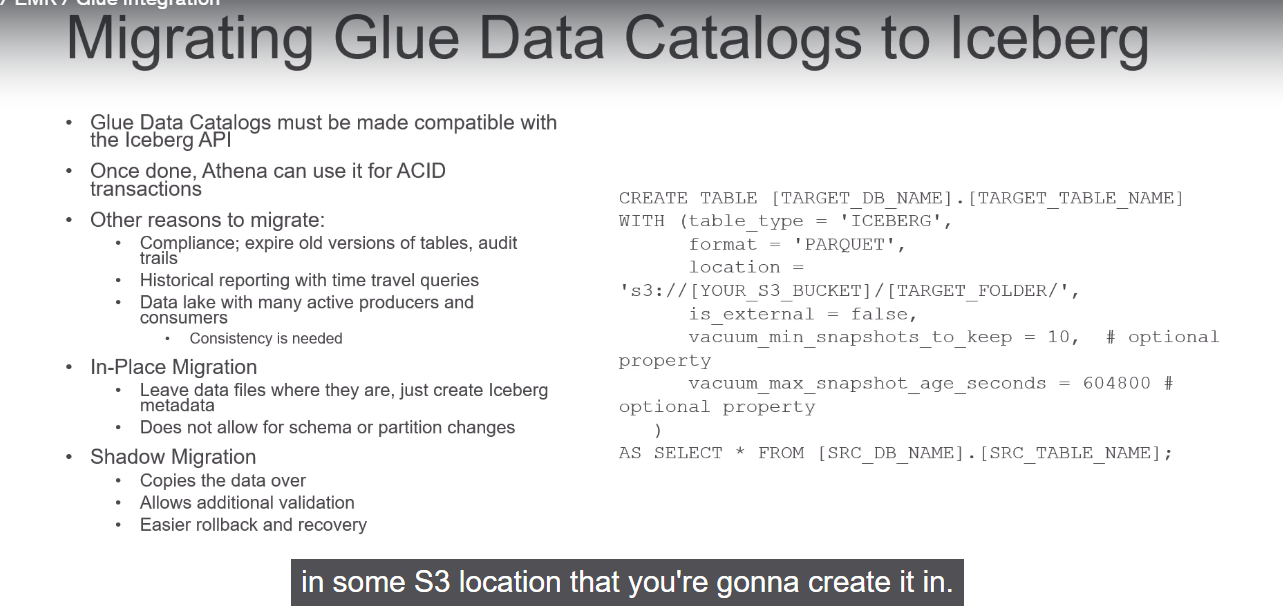 / EMR / Glue Integration
Migrating Glue Data Catalogs to Iceberg
• Glue Data Catalogs must be made compatible with
the Iceberg API
• Once done, Athena can use it for ACID
transactions
• Other reasons to migrate:
• Compliance; expire old versions of tables, audit
trails
• Historical reporting with time travel queries
• Data lake with many active producers and
consumers
• Consistency is needed
• In-Place Migration
• Leave data files where they are, just create Iceberg
metadata
• Does not allow for schema or partition changes
• Shadow Migration
• Copies the data over
• Allows additional validation
• Easier rollback and recovery
CREATE TABLE [TARGET_DB_NAME].[TARGET_TABLE_NAME]
WITH (table_type = 'ICEBERG',
format = 'PARQUET',
location =
's3://[YOUR_S3_BUCKET]/[TARGET_FOLDER/',
is_external = false,
vacuum_min_snapshots_to_keep = 10, # optional
property
vacuum_max_snapshot_age_seconds = 604800 #
optional property
)
AS SELECT * FROM [SRC_DB_NAME].[SRC_TABLE_NAME];
in some S3 location that you're gonna create it in.